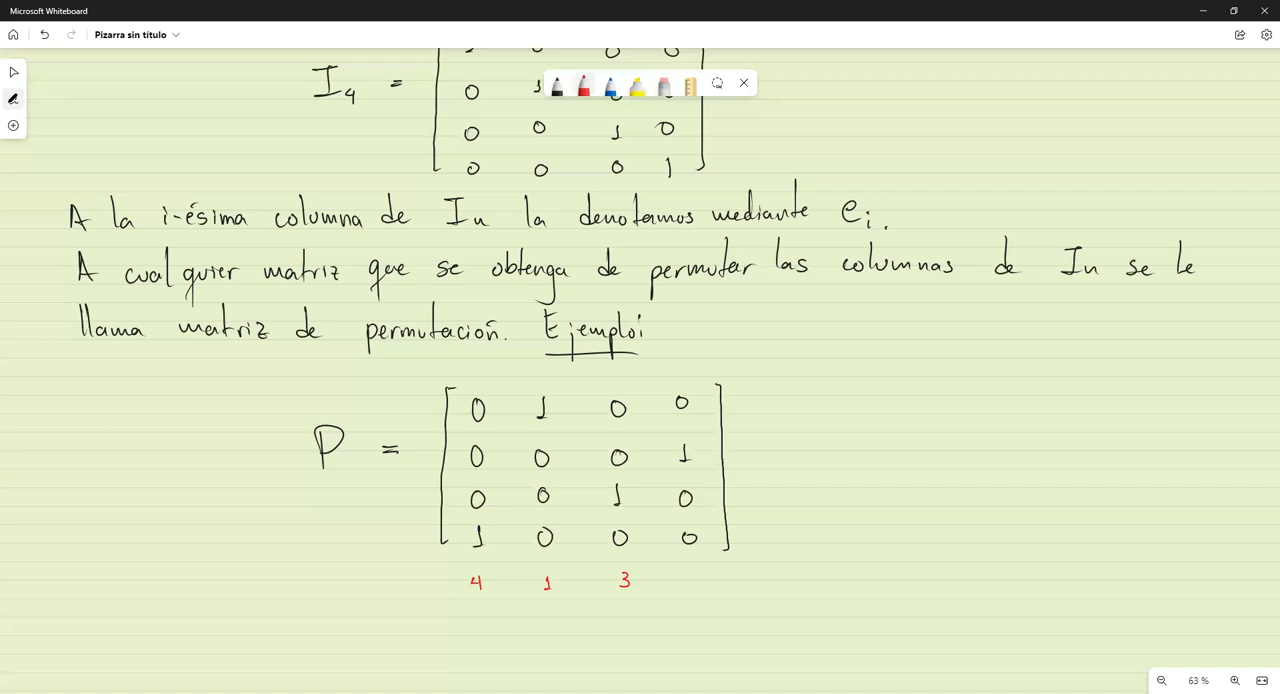 Microsoft Whiteboard
Pizarra sin título
I4 =
0 1
0 0 1 0
0 0 0 1
A la i-ésima columna de In la denotamos mediante ei.
A cualquier matriz que se obtenga de permutar las columnas de In se le
llama matriz de permutación. Ejemplo:
0 1 0 0
P =
0 0 0 1
0 0 1 0
1 0 0 0
4 1 3
63 %